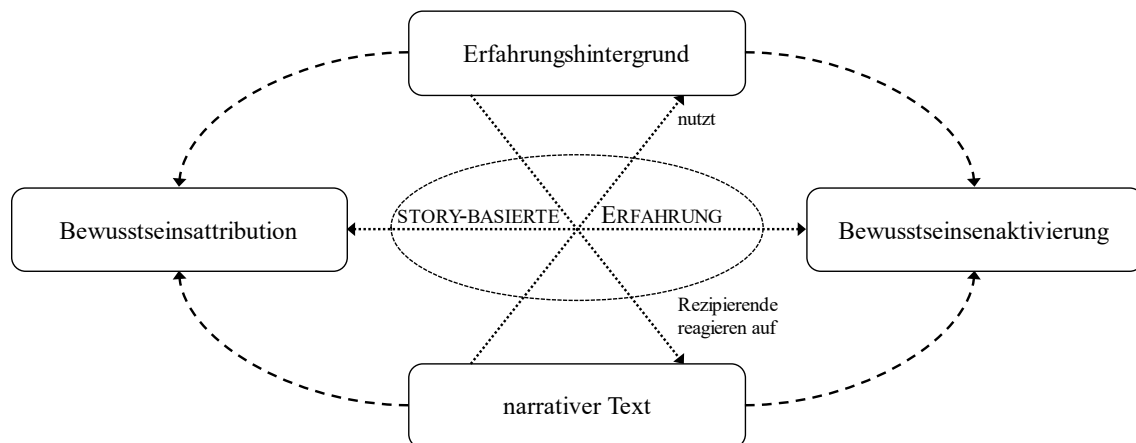 Erfahrungshintergrund
nutzt
Bewusstseinsattribution
STORY-BASIERTE ERFAHRUNG
Bewusstseinsenaktivierung
Rezipierende
reagieren auf
narrativer Text